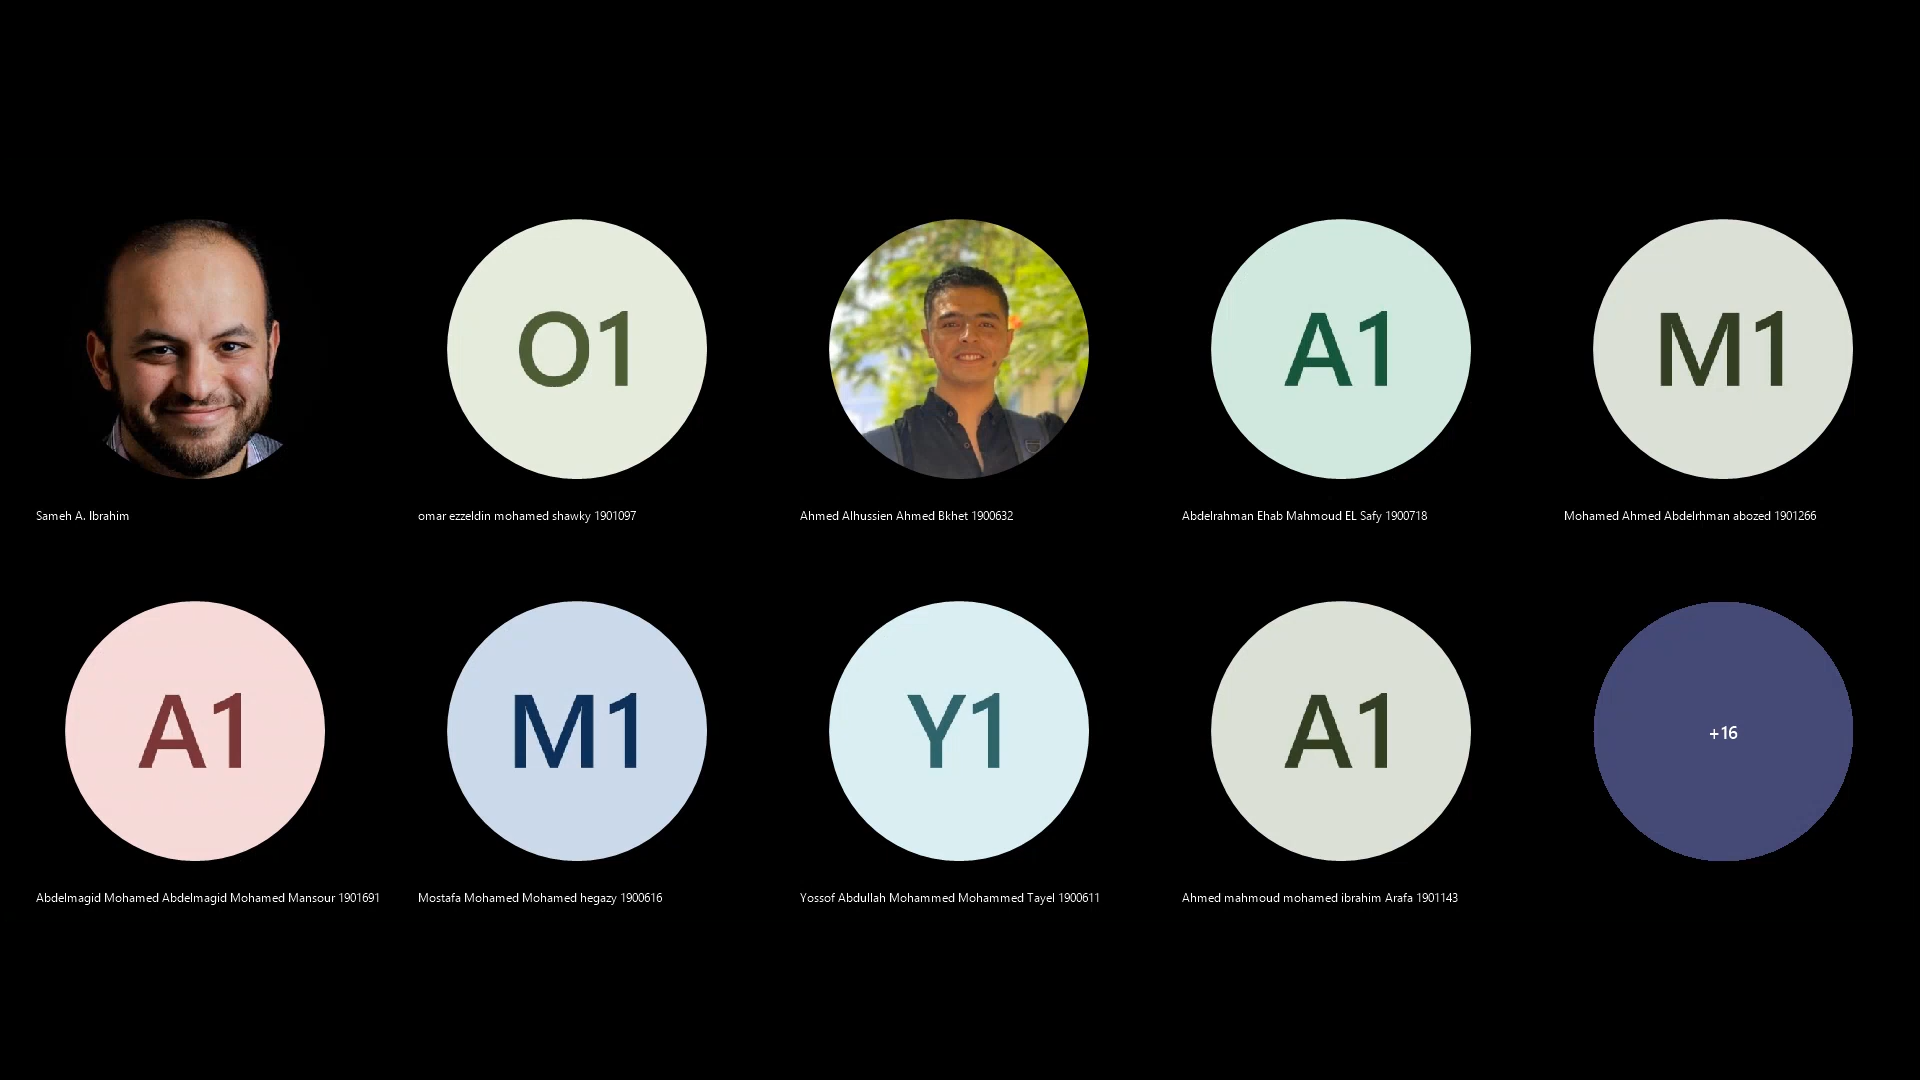 O1
A1
M1
Sameh A. Ibrahim
omar ezzeldin mohamed shawky 1901097
Ahmed Alhussien Ahmed Bkhet 1900632
Abdelrahman Ehab Mahmoud EL Safy 1900718
Mohamed Ahmed Abdelrhman abozed 1901266
A1
M1
Y1
A1
+16
Abdelmagid Mohamed Abdelmagid Mohamed Mansour 1901691
Mostafa Mohamed Mohamed hegazy 1900616
Yossof Abdullah Mohammed Mohammed Tayel 1900611
Ahmed mahmoud mohamed ibrahim Arafa 1901143